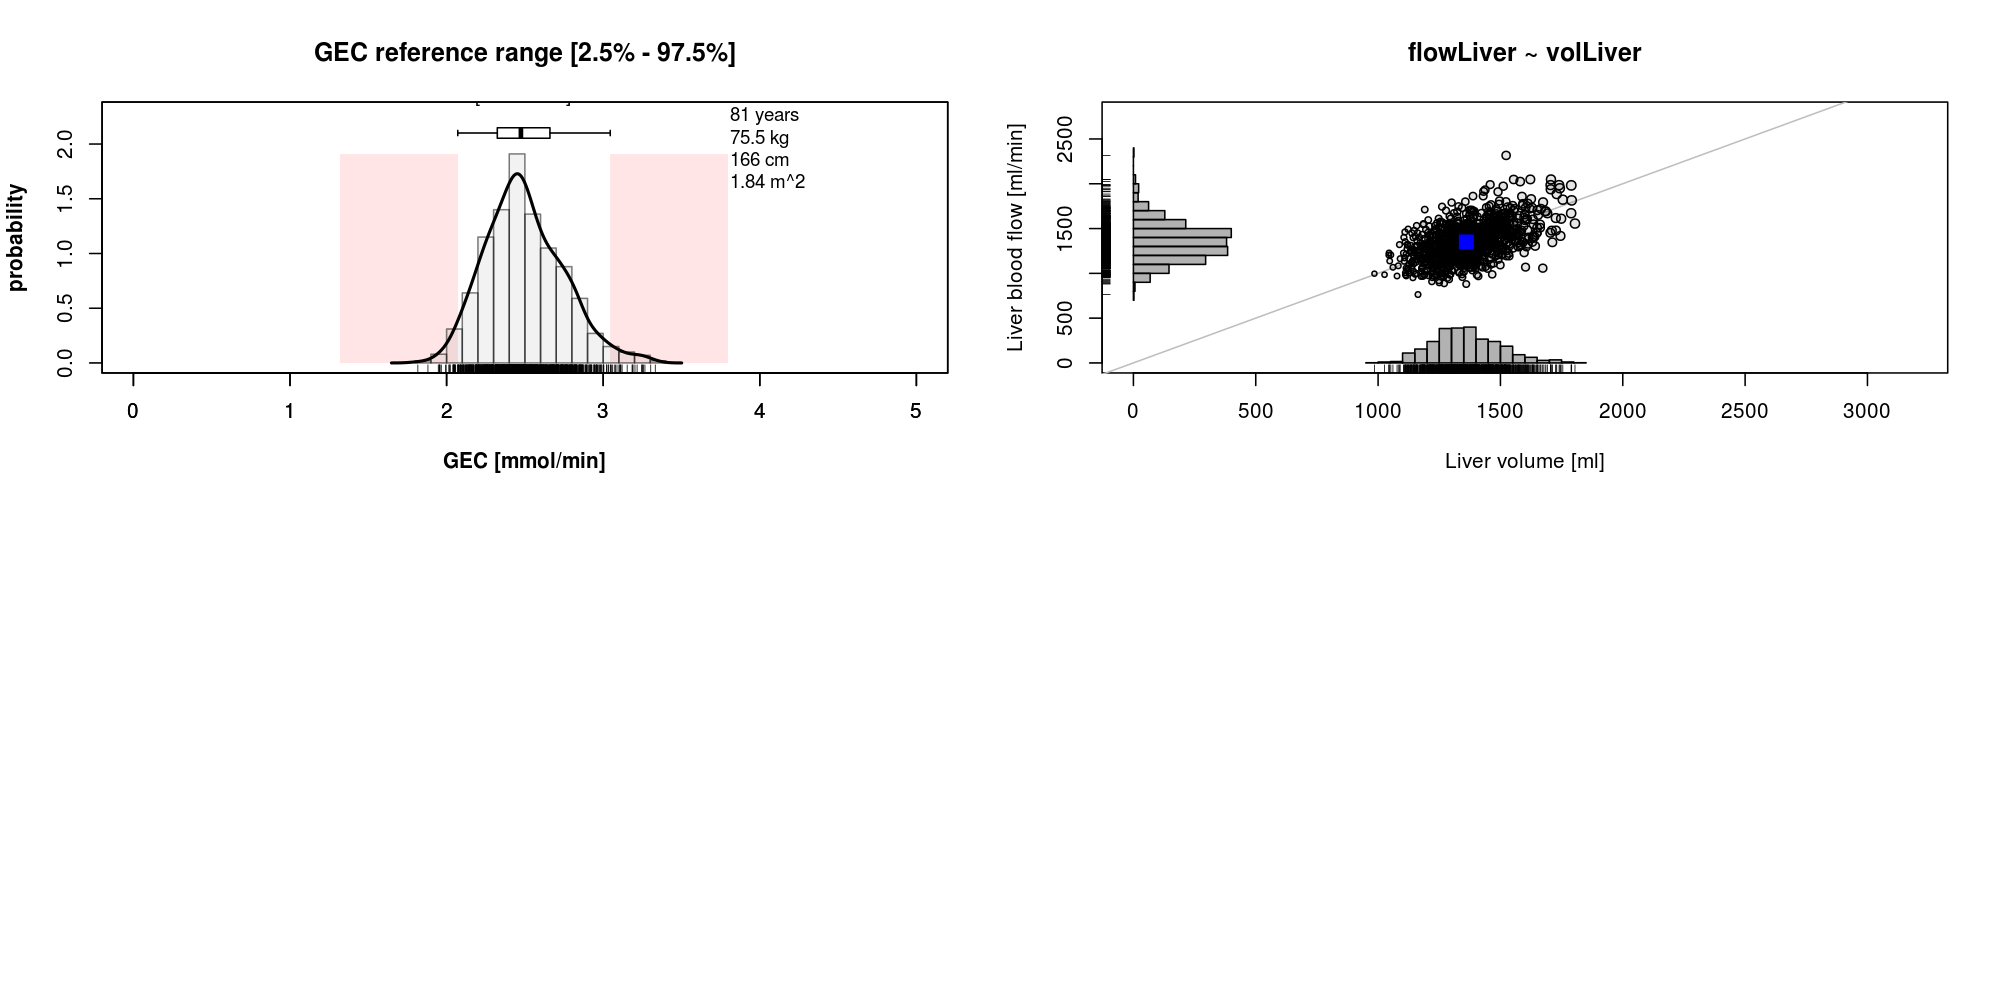 GEC reference range [2.5% - 97.5%]
81 years
75.5 kg
166 cm
1.84 m^2
probability
0.0 0.5 1.0 1.5 2.0
0 1 2 3 4 5
GEC [mmol/min]
flowLiver ~ volLiver
Liver blood flow [ml/min]
0 500 1500 2500
0 500 1000 1500 2000 2500 3000
Liver volume [ml]